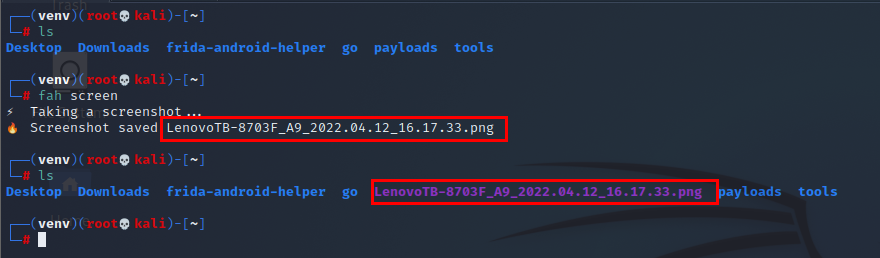 Trash
┌──(venv)(root💀kali)-[~]
└─# ls
Desktop  Downloads  frida-android-helper  go  payloads  tools
┌──(venv)(root💀kali)-[~]
└─# fah screen
⚡  Taking a screenshot...
🔥  Screenshot saved LenovoTB-8703F_A9_2022.04.12_16.17.33.png
┌──(venv)(root💀kali)-[~]
└─# ls
Desktop  Downloads  frida-android-helper  go  LenovoTB-8703F_A9_2022.04.12_16.17.33.png  payloads  tools
┌──(venv)(root💀kali)-[~]
└─#